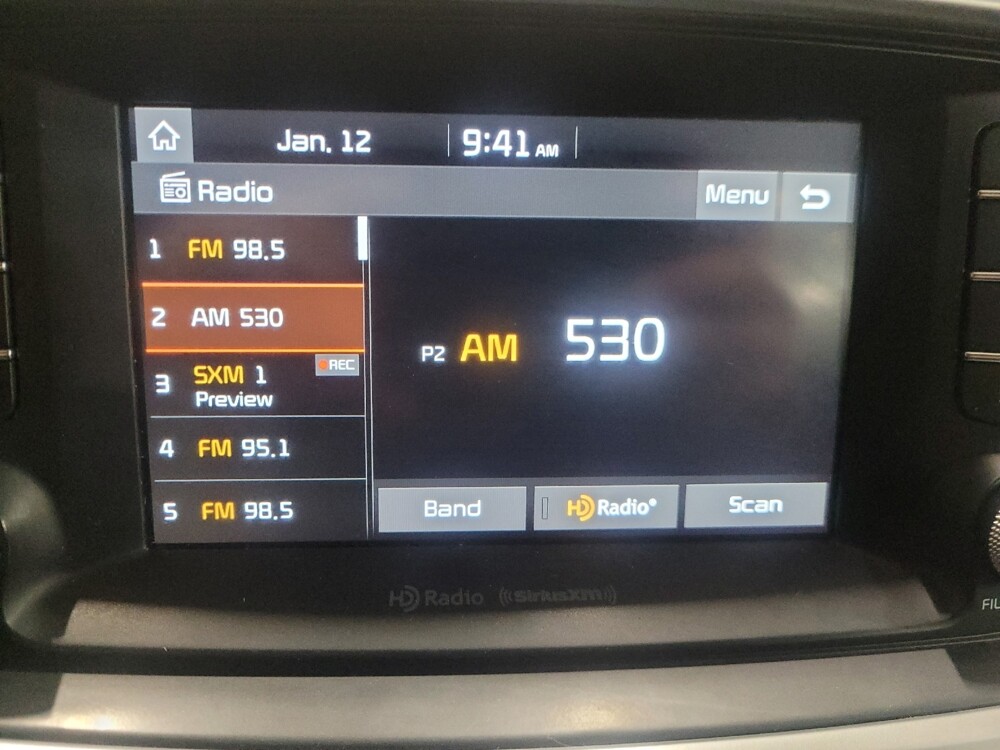 Jan. 12 9:41 AM
Radio Menu
1 FM 98.5
2 AM 530
3 SXM 1 REC
Preview
4 FM 95.1
5 FM 98.5
P2 AM 530
Band HD Radio® Scan
HD Radio ((SiriusXM))